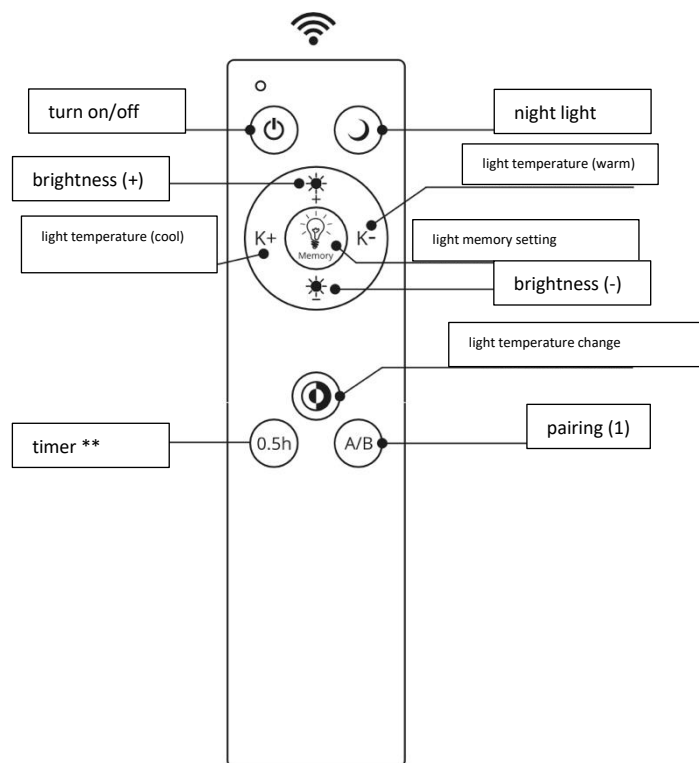 turn on/off
night light
brightness (+)
light temperature (warm)
+
light temperature (cool)
K+
K-
Memory
light memory setting
brightness (-)
−
light temperature change
timer **
0.5h
A/B
pairing (1)